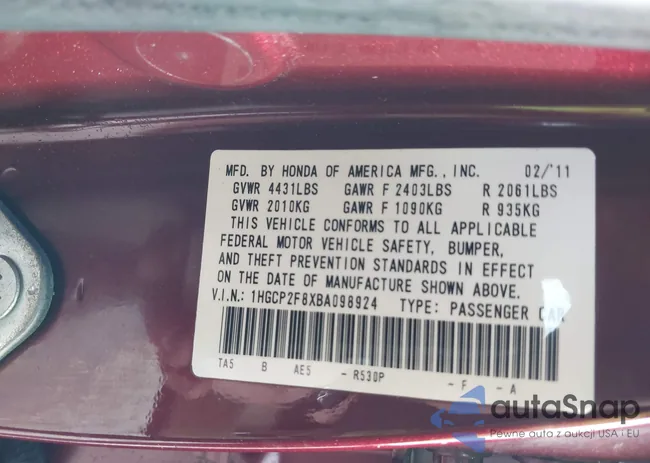 MFD. BY HONDA OF AMERICA MFG., INC. 02/'11
GVWR 4431LBS GAWR F 2403LBS R 2061LBS
GVWR 2010KG GAWR F 1090KG R 935KG
THIS VEHICLE CONFORMS TO ALL APPLICABLE
FEDERAL MOTOR VEHICLE SAFETY, BUMPER,
AND THEFT PREVENTION STANDARDS IN EFFECT
ON THE DATE OF MANUFACTURE SHOWN ABOVE.
V.I.N.: 1HGCP2F8XBA098924 TYPE: PASSENGER CAR
TA5 B AE5 - R530P - F - A
autaSnap
Pewne auta z aukcji USA i EU